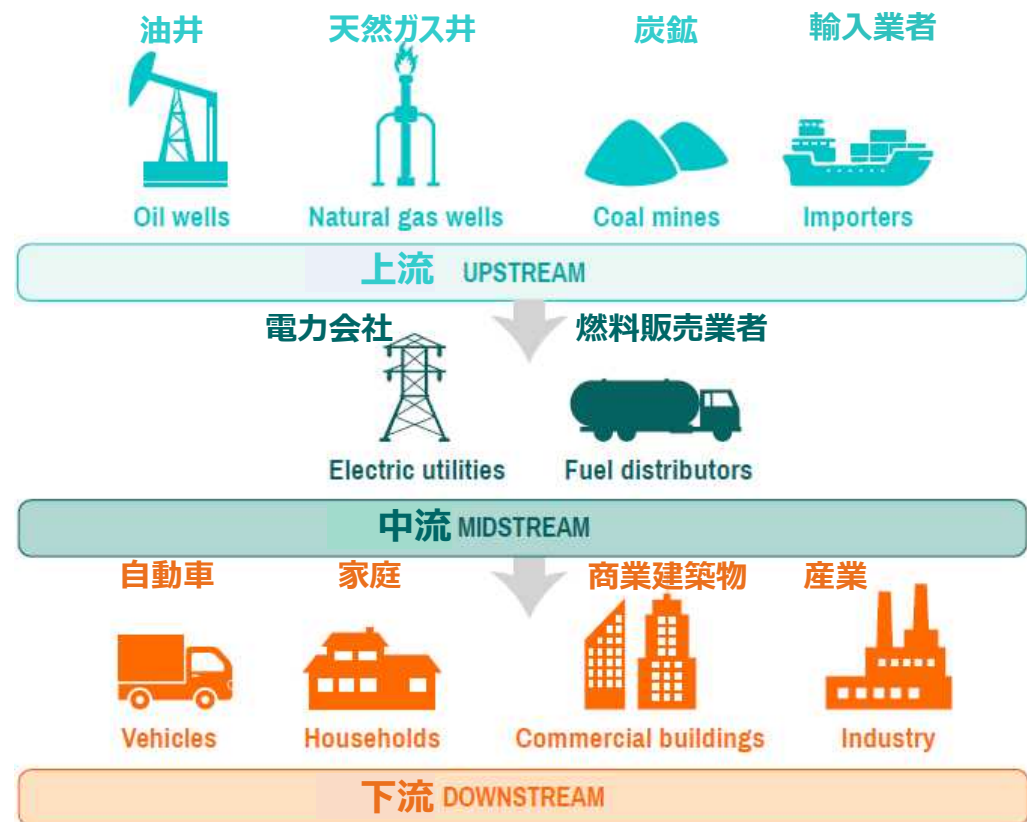 油井 天然ガス井 炭鉱 輸入業者
Oil wells Natural gas wells Coal mines Importers
上流 UPSTREAM
電力会社 燃料販売業者
Electric utilities Fuel distributors
中流 MIDSTREAM
自動車 家庭 商業建築物 産業
Vehicles Households Commercial buildings Industry
下流 DOWNSTREAM